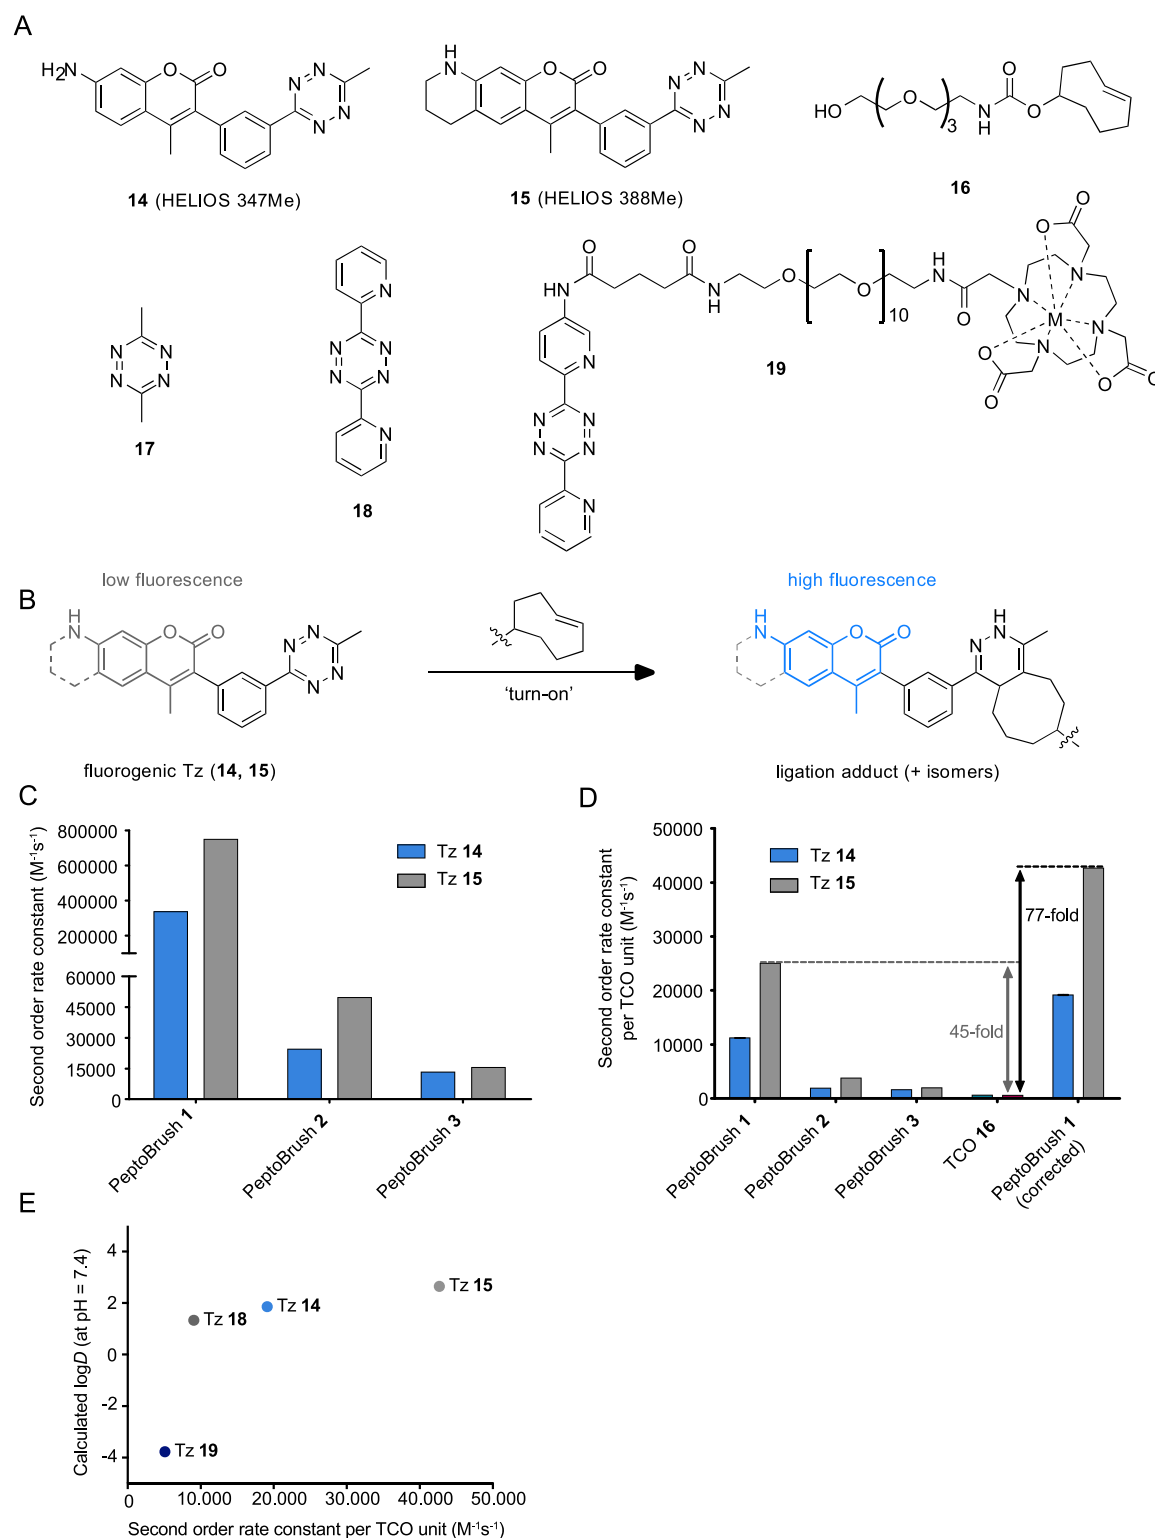 A
H₂N
O
O
N
N
N
N
14 (HELIOS 347Me)
H
N
O
O
N
N
N
N
15 (HELIOS 388Me)
HO
O
3
N
H
O
O
16
N
N
N
N
17
N
N
N
N
N
N
18
O
O
HN
N
H
O
O
10
H
N
O
N
N
N
N
M
O
O
O
O
O
O
N
N
N
N
N
N
19
B
low fluorescence
high fluorescence
H
N
O
O
N
N
N
N
'turn-on'
H
N
O
O
H
N
N
fluorogenic Tz (14, 15)
ligation adduct (+ isomers)
C
Second order rate constant (M⁻¹s⁻¹)
800000
600000
400000
200000
60000
45000
30000
15000
0
Tz 14
Tz 15
PeptoBrush 1
PeptoBrush 2
PeptoBrush 3
D
Second order rate constant
per TCO unit (M⁻¹s⁻¹)
50000
40000
30000
20000
10000
0
Tz 14
Tz 15
77-fold
45-fold
PeptoBrush 1
PeptoBrush 2
PeptoBrush 3
TCO 16
PeptoBrush 1
(corrected)
E
Calculated logD (at pH = 7.4)
4
2
0
-2
-4
Tz 15
Tz 14
Tz 18
Tz 19
0
10.000
20.000
30.000
40.000
50.000
Second order rate constant per TCO unit (M⁻¹s⁻¹)